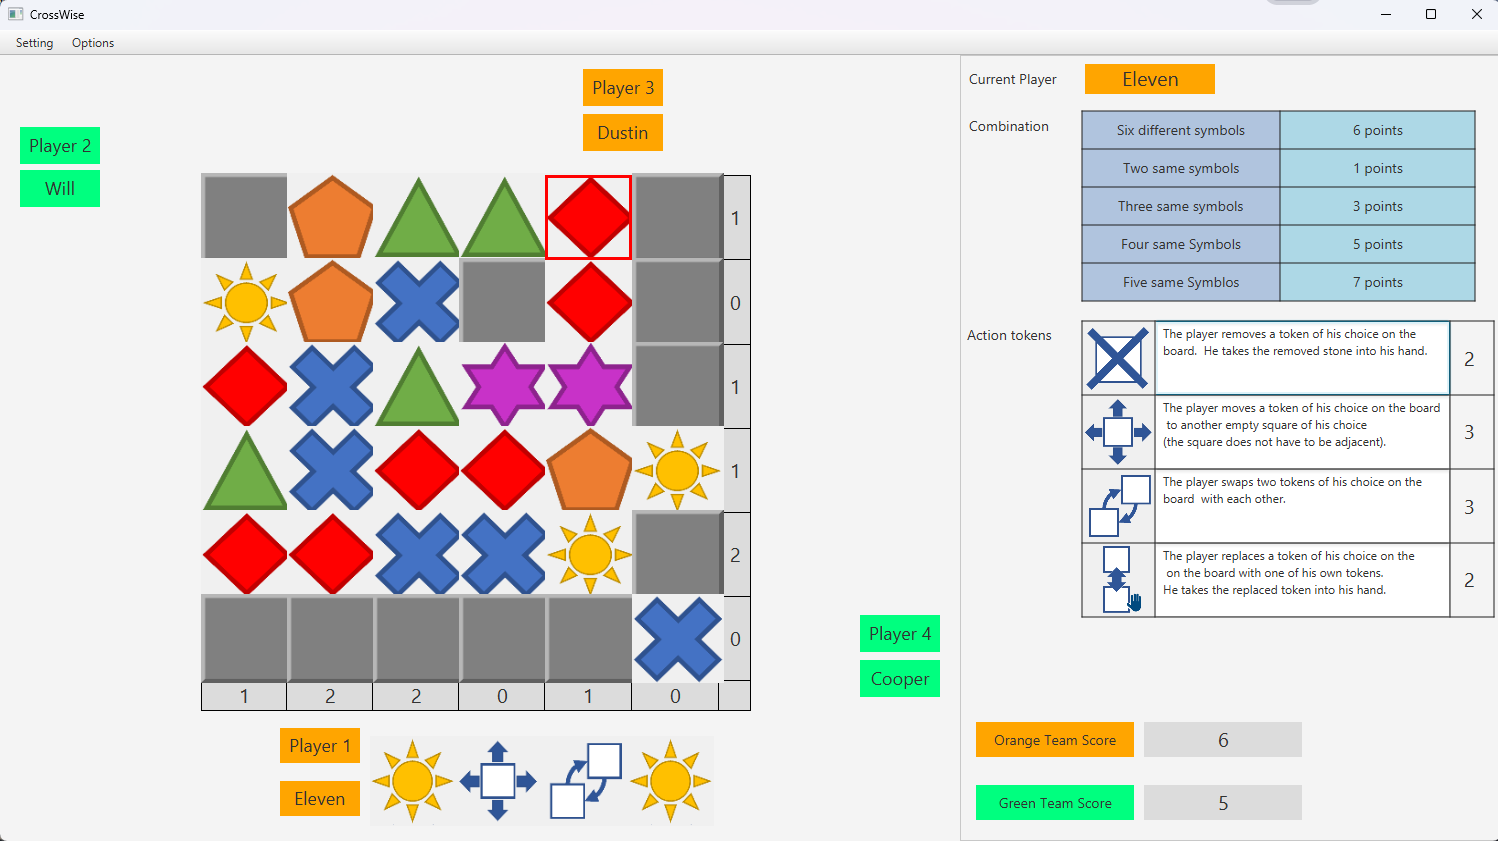 CrossWise
Setting Options
Player 3
Dustin
Player 2
Will
1
0
1
1
2
0
1 2 2 0 1 0
Player 4
Cooper
Player 1
Eleven
Current Player Eleven
Combination
Six different symbols 6 points
Two same symbols 1 points
Three same symbols 3 points
Four same Symbols 5 points
Five same Symblos 7 points
Action tokens
The player removes a token of his choice on the
board. He takes the removed stone into his hand.
2
The player moves a token of his choice on the board
to another empty square of his choice
(the square does not have to be adjacent).
3
The player swaps two tokens of his choice on the
board with each other.
3
The player replaces a token of his choice on the
on the board with one of his own tokens.
He takes the replaced token into his hand.
2
Orange Team Score 6
Green Team Score 5